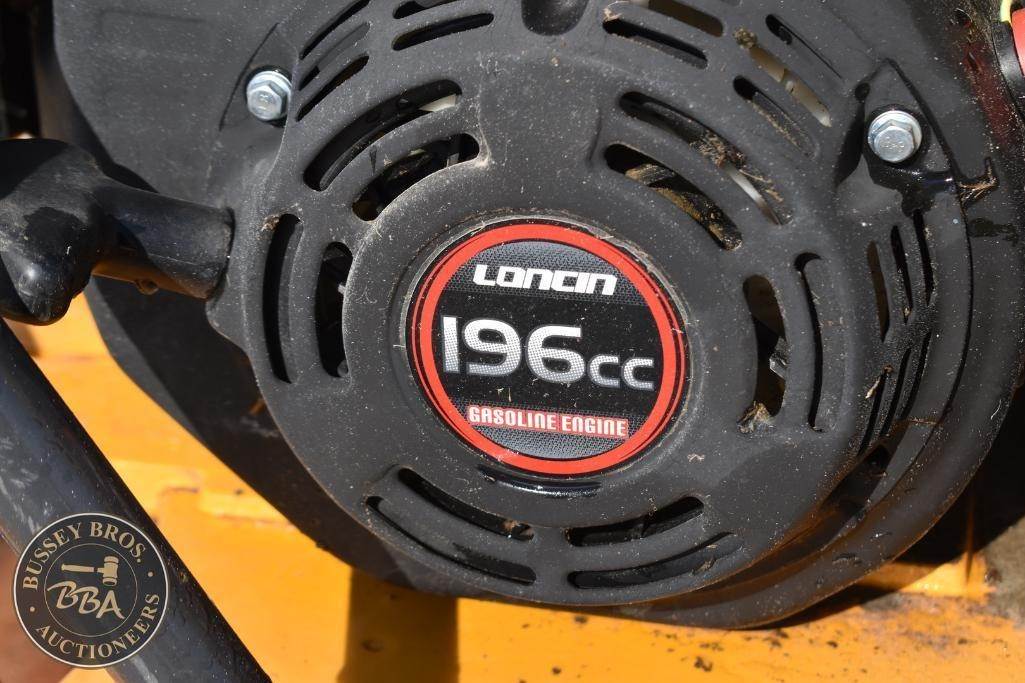 LONCIN
196cc
GASOLINE ENGINE
BUSSEY BROS.
BBA
AUCTIONEERS